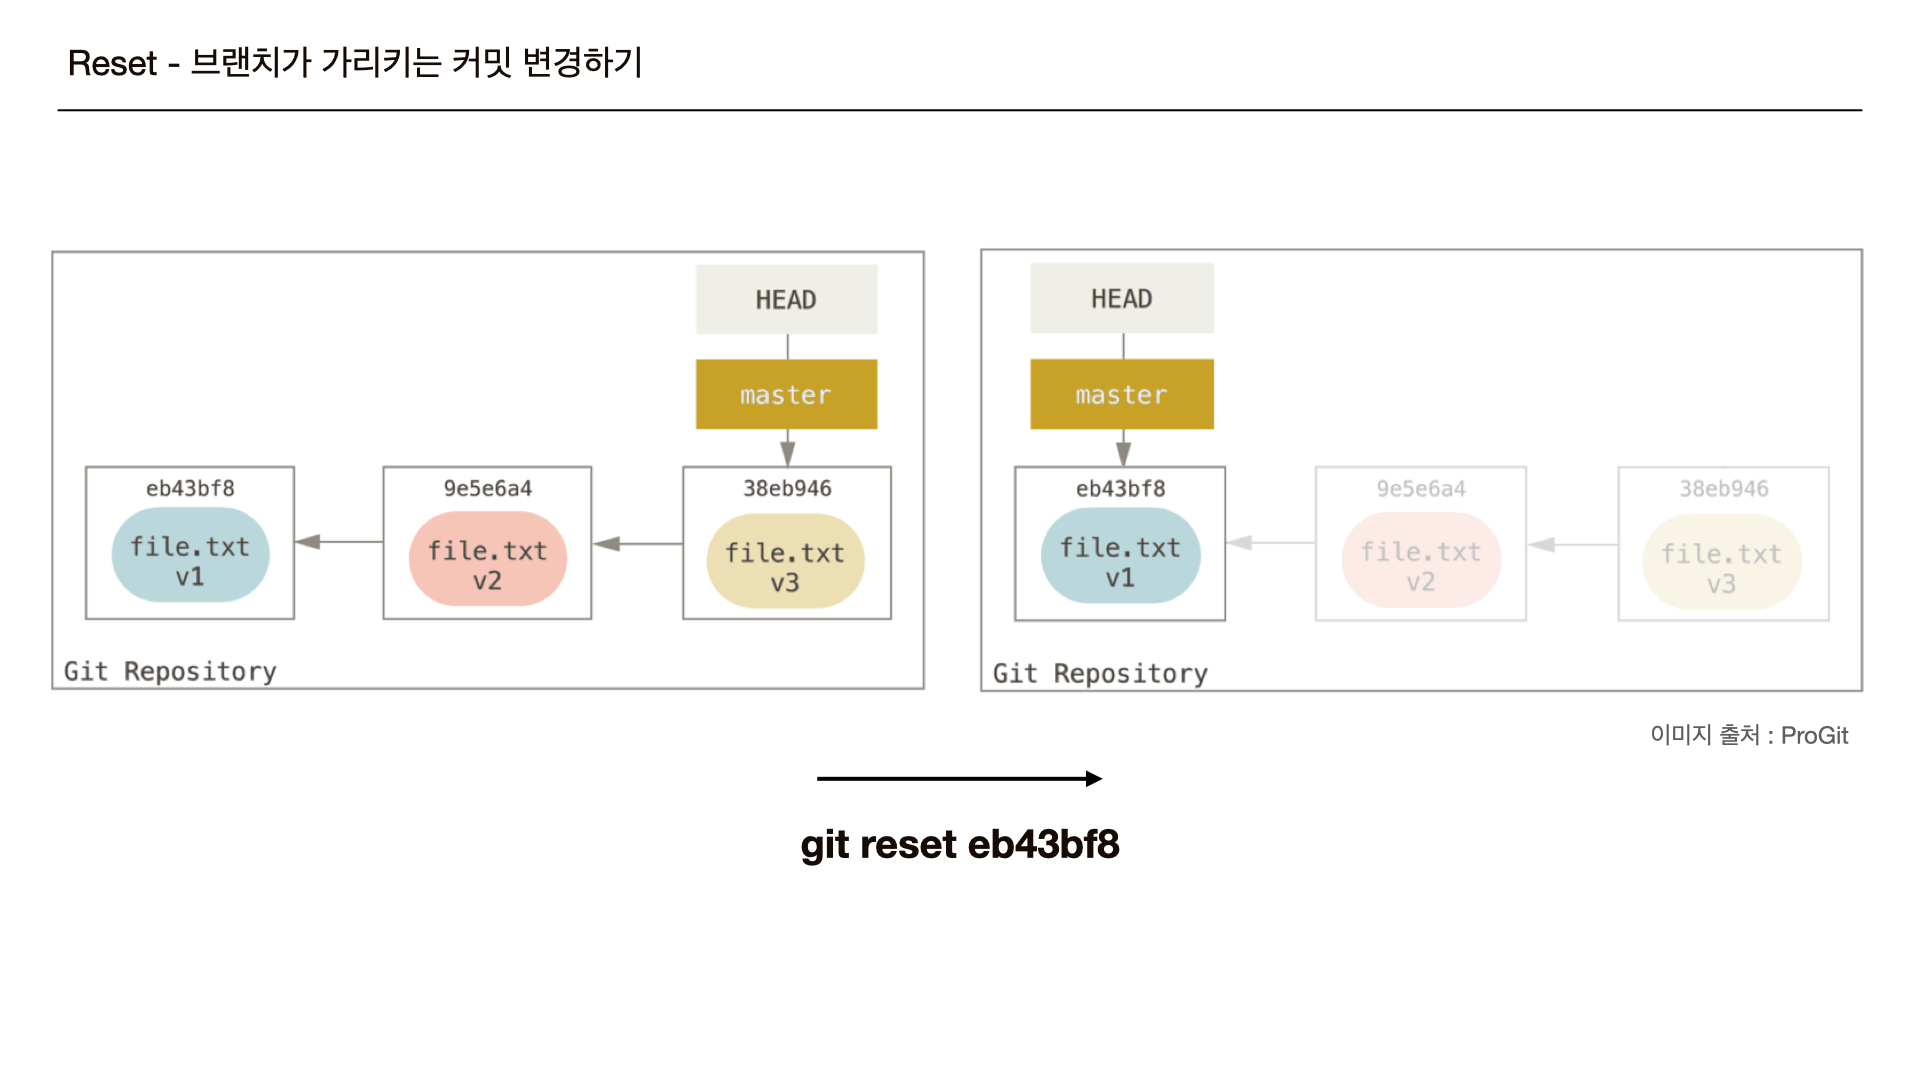 Reset - 브랜치가 가리키는 커밋 변경하기
HEAD
master
eb43bf8
file.txt
v1
9e5e6a4
file.txt
v2
38eb946
file.txt
v3
Git Repository
HEAD
master
eb43bf8
file.txt
v1
9e5e6a4
file.txt
v2
38eb946
file.txt
v3
Git Repository
이미지 출처 : ProGit
git reset eb43bf8